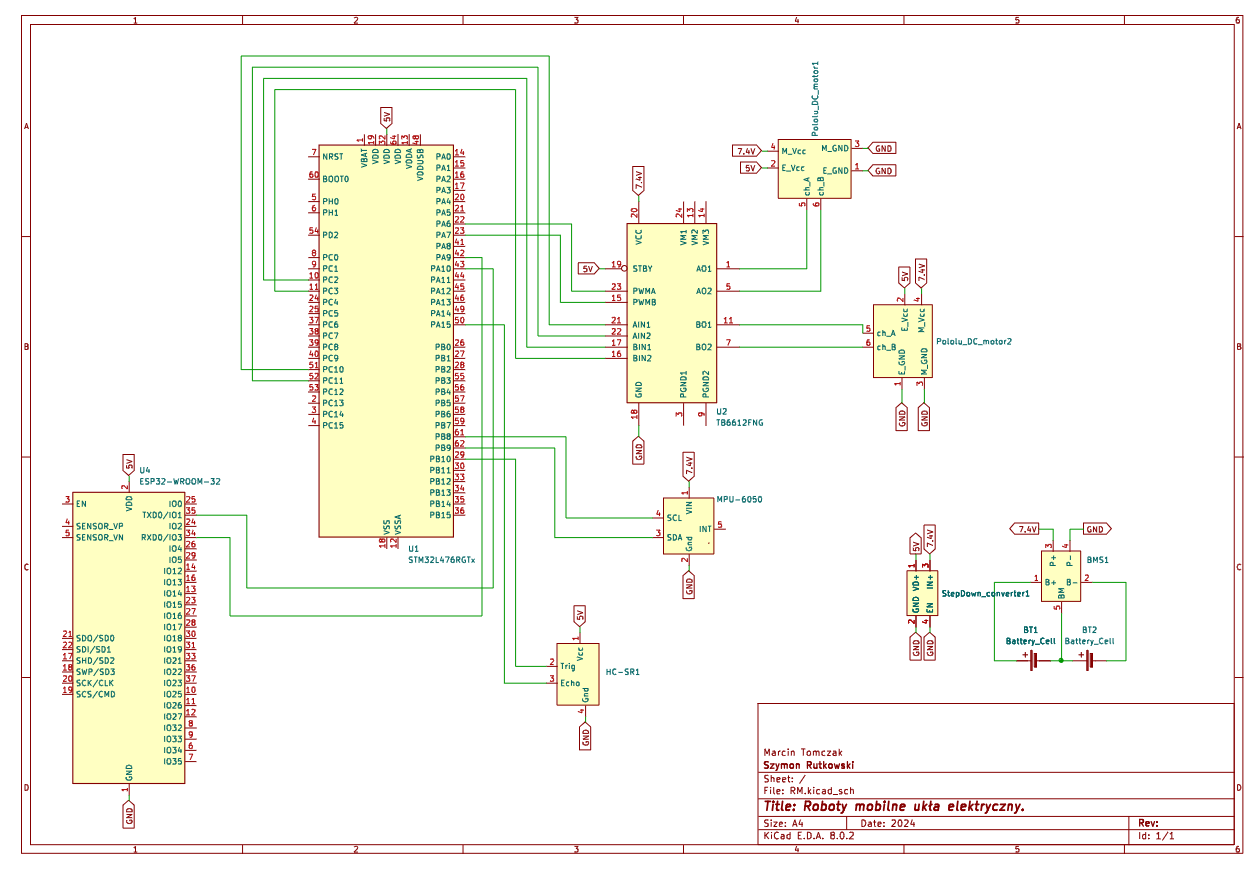 1 2 3 4 5 6
A
B
C
D
U1
STM32L476RGTx
5V
1 VBAT
19 VDD
32 VDD
64 VDD
13 VDDA
48 VDDUSB
7 NRST
60 BOOT0
5 PH0
6 PH1
54 PD2
8 PC0
9 PC1
10 PC2
11 PC3
24 PC4
25 PC5
37 PC6
38 PC7
39 PC8
40 PC9
51 PC10
52 PC11
53 PC12
2 PC13
3 PC14
4 PC15
PA0 14
PA1 15
PA2 16
PA3 17
PA4 20
PA5 21
PA6 22
PA7 23
PA8 41
PA9 42
PA10 43
PA11 44
PA12 45
PA13 46
PA14 49
PA15 50
PB0 26
PB1 27
PB2 28
PB3 55
PB4 56
PB5 57
PB6 58
PB7 59
PB8 61
PB9 62
PB10 29
PB11 30
PB12 33
PB13 34
PB14 35
PB15 36
VSS 18
VSSA 12
7.4V
20 VCC
24 VM1
13 VM2
14 VM3
5V 19 STBY
23 PWMA
15 PWMB
21 AIN1
22 AIN2
17 BIN1
16 BIN2
AO1 1
AO2 5
BO1 11
BO2 7
GND 18
PGND1 3
PGND2 9
GND
U2
TB6612FNG
Pololu_DC_motor1
7.4V 4 M_Vcc
5V 2 E_Vcc
M_GND 3 GND
E_GND 1 GND
ch_A 5
ch_B 6
5V 7.4V
2 E_Vcc
4 M_Vcc
5 ch_A
6 ch_B
E_GND 1
M_GND 3
GND GND
Pololu_DC_motor2
U4
ESP32-WROOM-32
5V
2 VDD
3 EN
4 SENSOR_VP
5 SENSOR_VN
21 SDO/SD0
22 SDI/SD1
17 SHD/SD2
18 SWP/SD3
20 SCK/CLK
19 SCS/CMD
IO0 25
TXD0/IO1 35
IO2 24
RXD0/IO3 34
IO4 26
IO5 29
IO12 14
IO13 16
IO14 13
IO15 23
IO16 27
IO17 28
IO18 30
IO19 31
IO21 33
IO22 36
IO23 37
IO25 10
IO26 11
IO27 12
IO32 8
IO33 9
IO34 6
IO35 7
GND 1
GND
7.4V
1 VIN
MPU-6050
4 SCL
3 SDA
INT 5
Gnd 2
GND
5V
1 Vcc
2 Trig
3 Echo
Gnd 4
GND
HC-SR1
5V 7.4V
1 VD+
3 IN+
GND 2
EN 4
GND GND
StepDown_converter1
7.4V GND
3 P+
4 P-
1 B+
B- 2
BM 5
BMS1
BT1
Battery_Cell
BT2
Battery_Cell
Marcin Tomczak
Szymon Rutkowski
Sheet: /
File: RM.kicad_sch
Title: Roboty mobilne ukła elektryczny.
Size: A4 Date: 2024 Rev:
KiCad E.D.A. 8.0.2 Id: 1/1
1 2 3 4 5 6
A
B
C
D